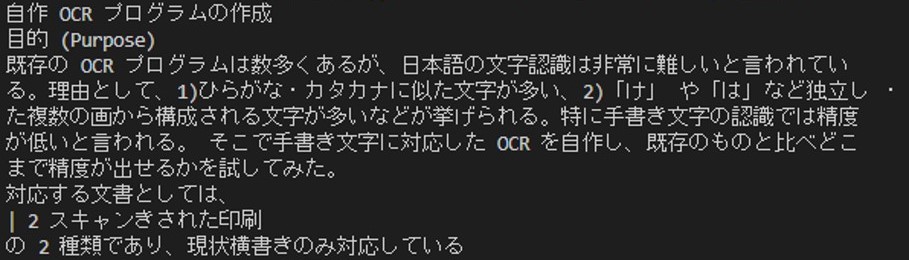 自作 OCR プログラムの作成
目的 (Purpose)
既存の OCR プログラムは数多くあるが、日本語の文字認識は非常に難しいと言われてい
る。理由として、1)ひらがな・カタカナに似た文字が多い、2)「け」 や「は」など独立し ・
た複数の画から構成される文字が多いなどが挙げられる。特に手書き文字の認識では精度
が低いと言われる。 そこで手書き文字に対応した OCR を自作し、既存のものと比べどこ
まで精度が出せるかを試してみた。
対応する文書としては、
| 2 スキャンきされた印刷
の 2 種類であり、現状横書きのみ対応している